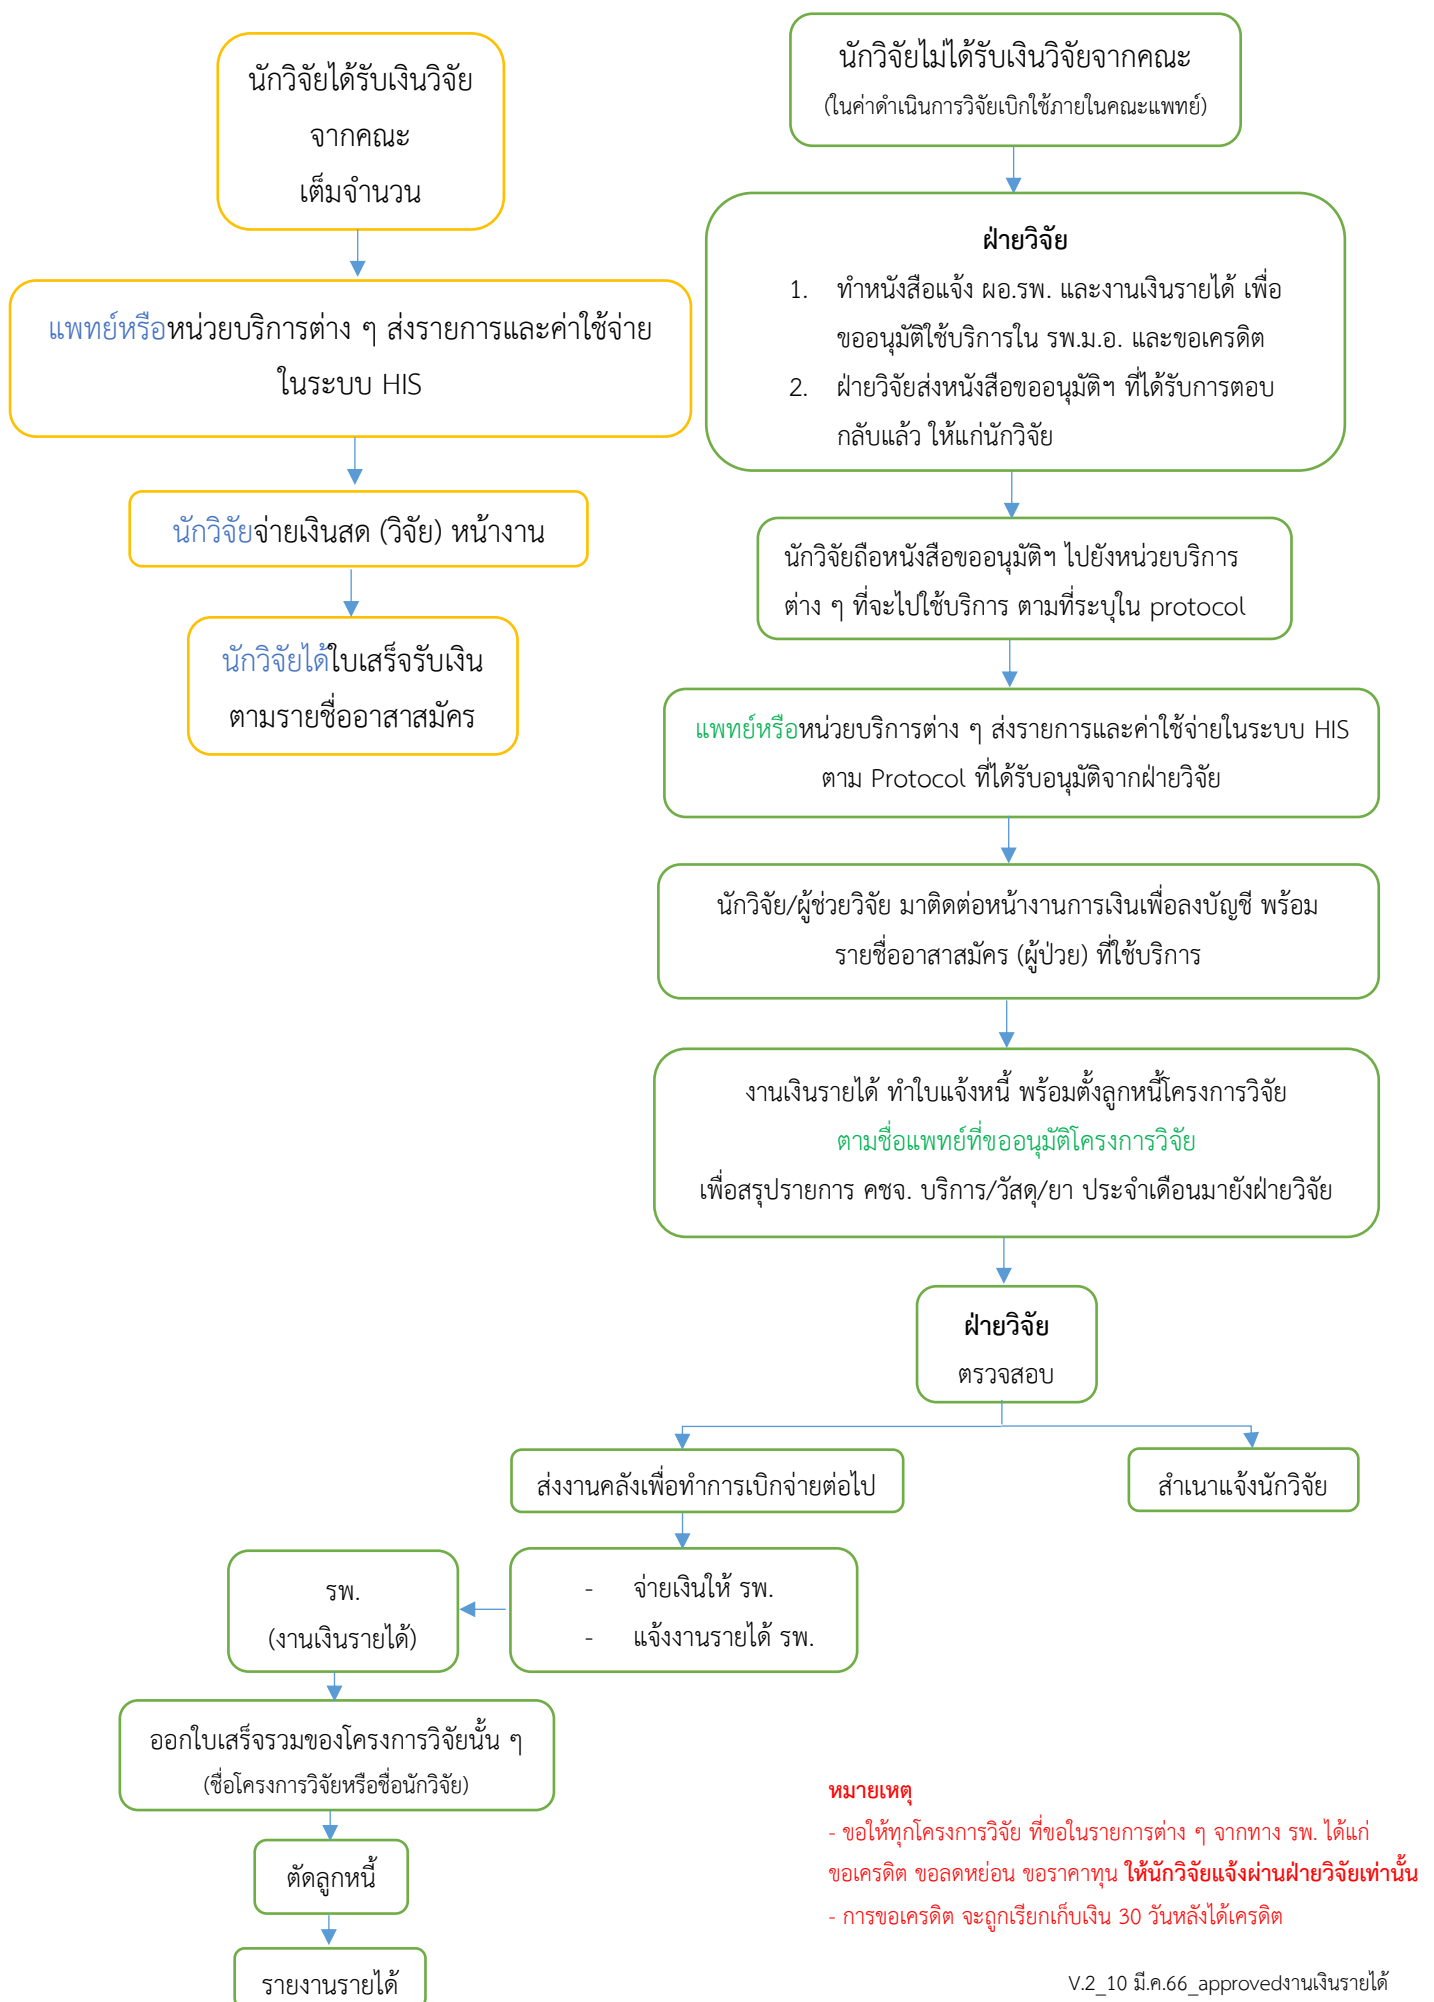 นักวิจัยได้รับเงินวิจัย
จากคณะ
เต็มจำนวน
แพทย์หรือหน่วยบริการต่าง ๆ ส่งรายการและค่าใช้จ่าย
ในระบบ HIS
นักวิจัยจ่ายเงินสด (วิจัย) หน้างาน
นักวิจัยได้ใบเสร็จรับเงิน
ตามรายชื่ออาสาสมัคร
นักวิจัยไม่ได้รับเงินวิจัยจากคณะ
(ในค่าดำเนินการวิจัยเบิกใช้ภายในคณะแพทย์)
ฝ่ายวิจัย
1. ทำหนังสือแจ้ง ผอ.รพ. และงานเงินรายได้ เพื่อ
ขออนุมัติใช้บริการใน รพ.ม.อ. และขอเครดิต
2. ฝ่ายวิจัยส่งหนังสือขออนุมัติฯ ที่ได้รับการตอบ
กลับแล้ว ให้แก่นักวิจัย
นักวิจัยถือหนังสือขออนุมัติฯ ไปยังหน่วยบริการ
ต่าง ๆ ที่จะไปใช้บริการ ตามที่ระบุใน protocol
แพทย์หรือหน่วยบริการต่าง ๆ ส่งรายการและค่าใช้จ่ายในระบบ HIS
ตาม Protocol ที่ได้รับอนุมัติจากฝ่ายวิจัย
นักวิจัย/ผู้ช่วยวิจัย มาติดต่อหน้างานการเงินเพื่อลงบัญชี พร้อม
รายชื่ออาสาสมัคร (ผู้ป่วย) ที่ใช้บริการ
งานเงินรายได้ ทำใบแจ้งหนี้ พร้อมตั้งลูกหนี้โครงการวิจัย
ตามชื่อแพทย์ที่ขออนุมัติโครงการวิจัย
เพื่อสรุปรายการ คชจ. บริการ/วัสดุ/ยา ประจำเดือนมายังฝ่ายวิจัย
ฝ่ายวิจัย
ตรวจสอบ
ส่งงานคลังเพื่อทำการเบิกจ่ายต่อไป
สำเนาแจ้งนักวิจัย
- จ่ายเงินให้ รพ.
- แจ้งงานรายได้ รพ.
รพ.
(งานเงินรายได้)
ออกใบเสร็จรวมของโครงการวิจัยนั้น ๆ
(ชื่อโครงการวิจัยหรือชื่อนักวิจัย)
ตัดลูกหนี้
รายงานรายได้
หมายเหตุ
- ขอให้ทุกโครงการวิจัย ที่ขอในรายการต่าง ๆ จากทาง รพ. ได้แก่
ขอเครดิต ขอลดหย่อน ขอราคาทุน ให้นักวิจัยแจ้งผ่านฝ่ายวิจัยเท่านั้น
- การขอเครดิต จะถูกเรียกเก็บเงิน 30 วันหลังได้เครดิต
V.2_10 มี.ค.66_approvedงานเงินรายได้